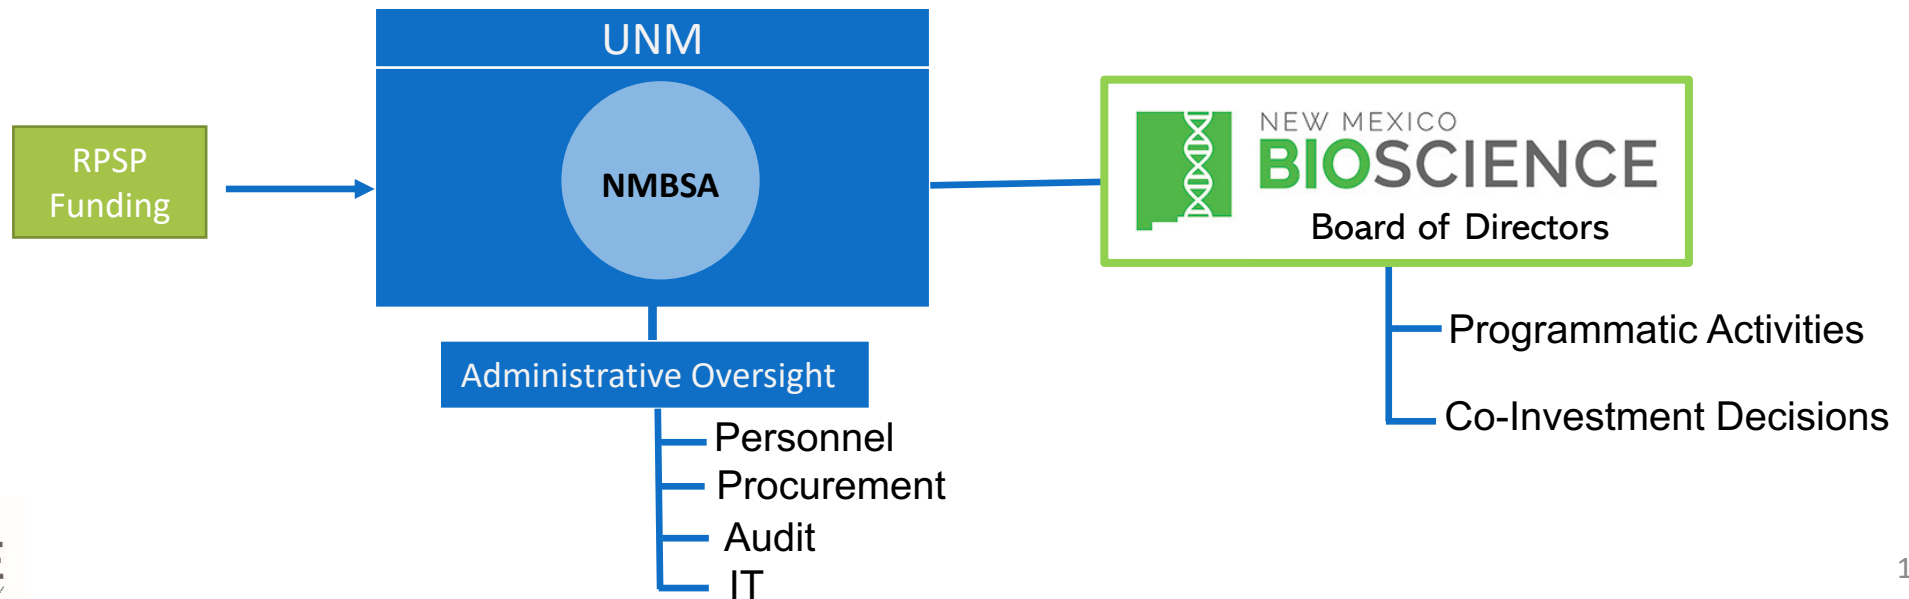 UNM
RPSP
Funding
NMBSA
NEW MEXICO
BIOSCIENCE
Board of Directors
Administrative Oversight
Personnel
Procurement
Audit
IT
Programmatic Activities
Co-Investment Decisions
1